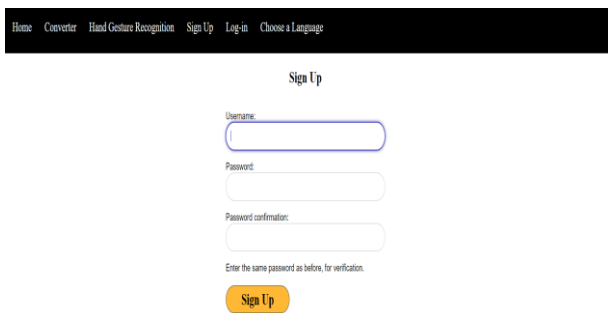 Home Converter Hand Gesture Recognition Sign Up Log-in Choose a Language
Sign Up
Username:
Password:
Password confirmation:
Enter the same password as before, for verification.
Sign Up